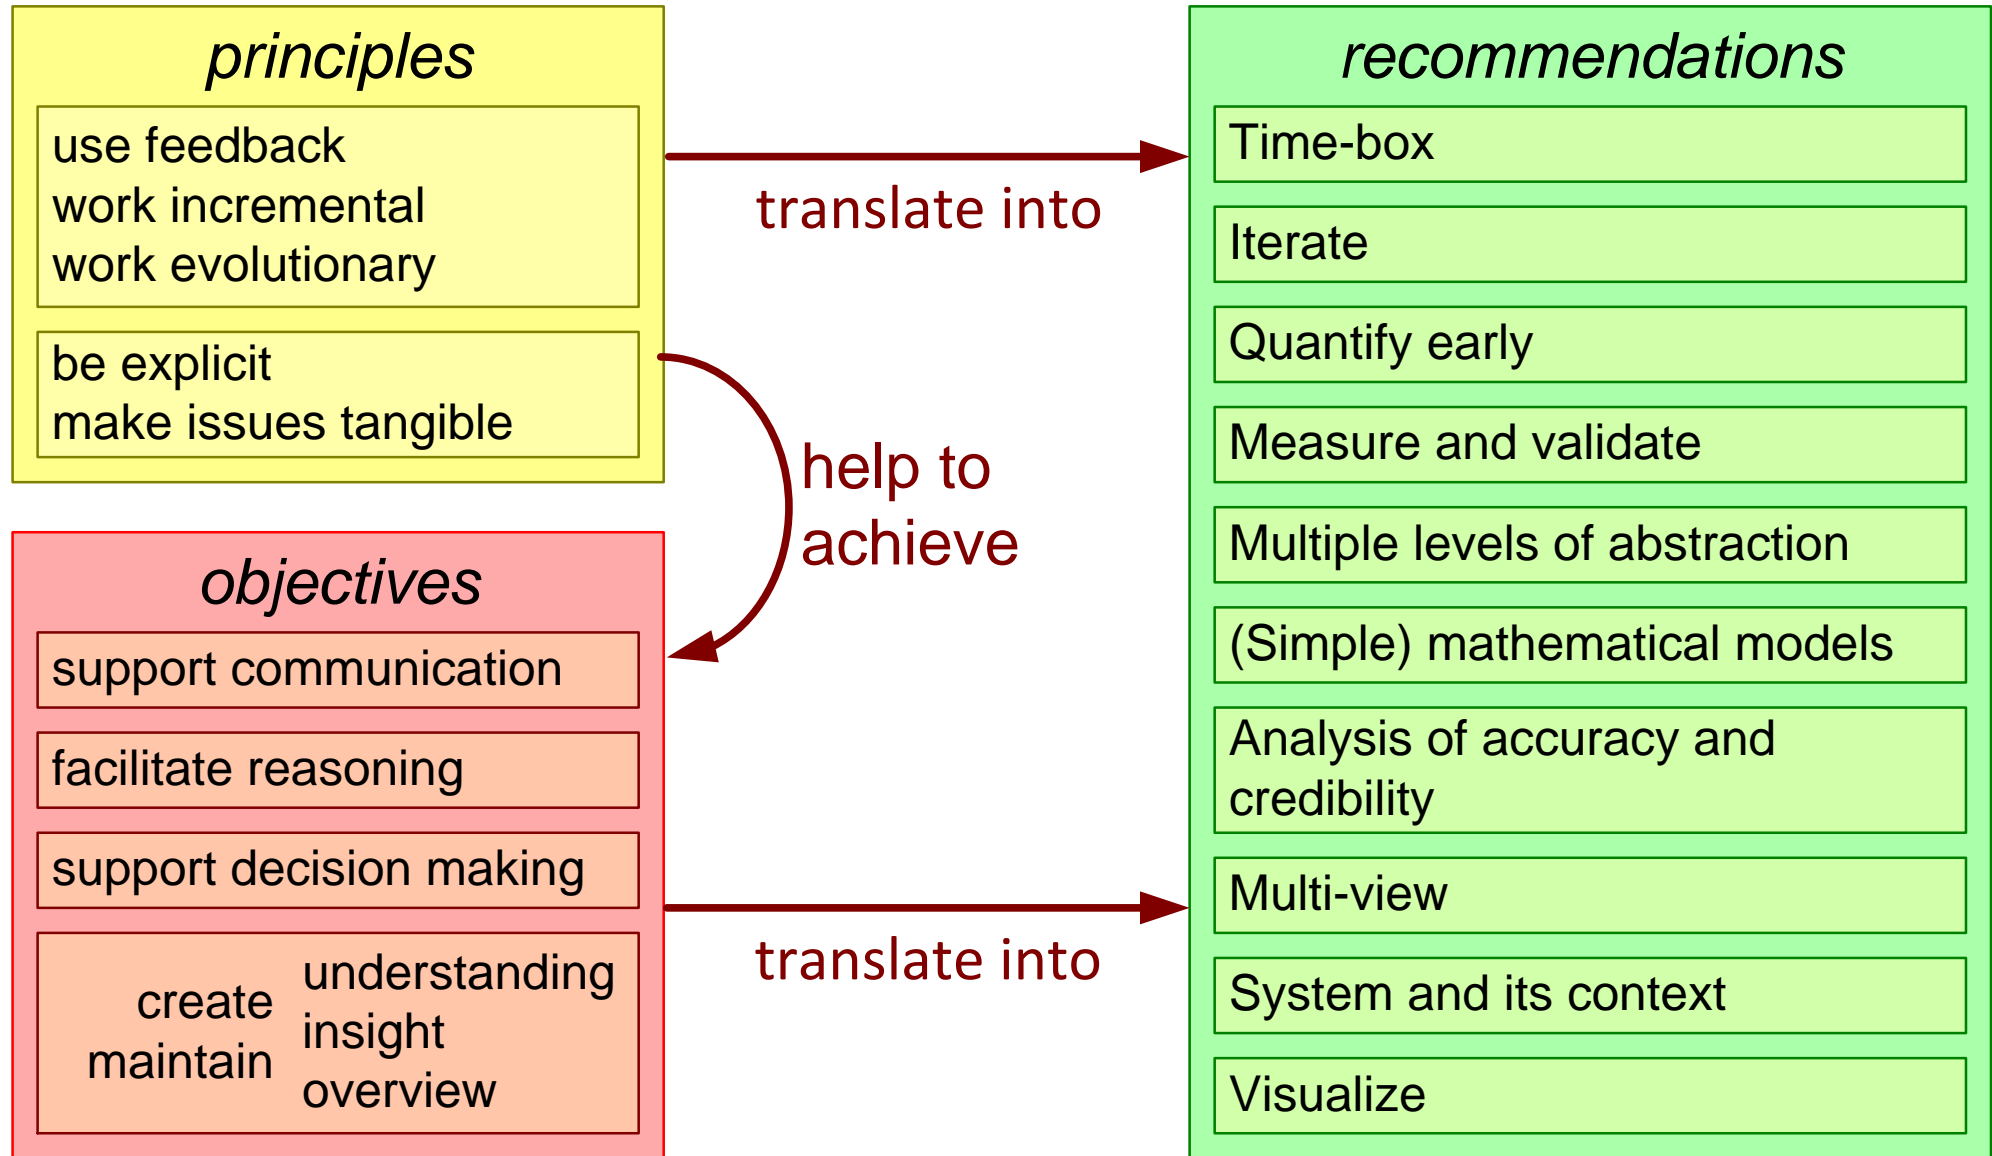 principles
use feedback
work incremental
work evolutionary
be explicit
make issues tangible
translate into
help to
achieve
objectives
support communication
facilitate reasoning
support decision making
create
maintain
understanding
insight
overview
translate into
recommendations
Time-box
Iterate
Quantify early
Measure and validate
Multiple levels of abstraction
(Simple) mathematical models
Analysis of accuracy and
credibility
Multi-view
System and its context
Visualize